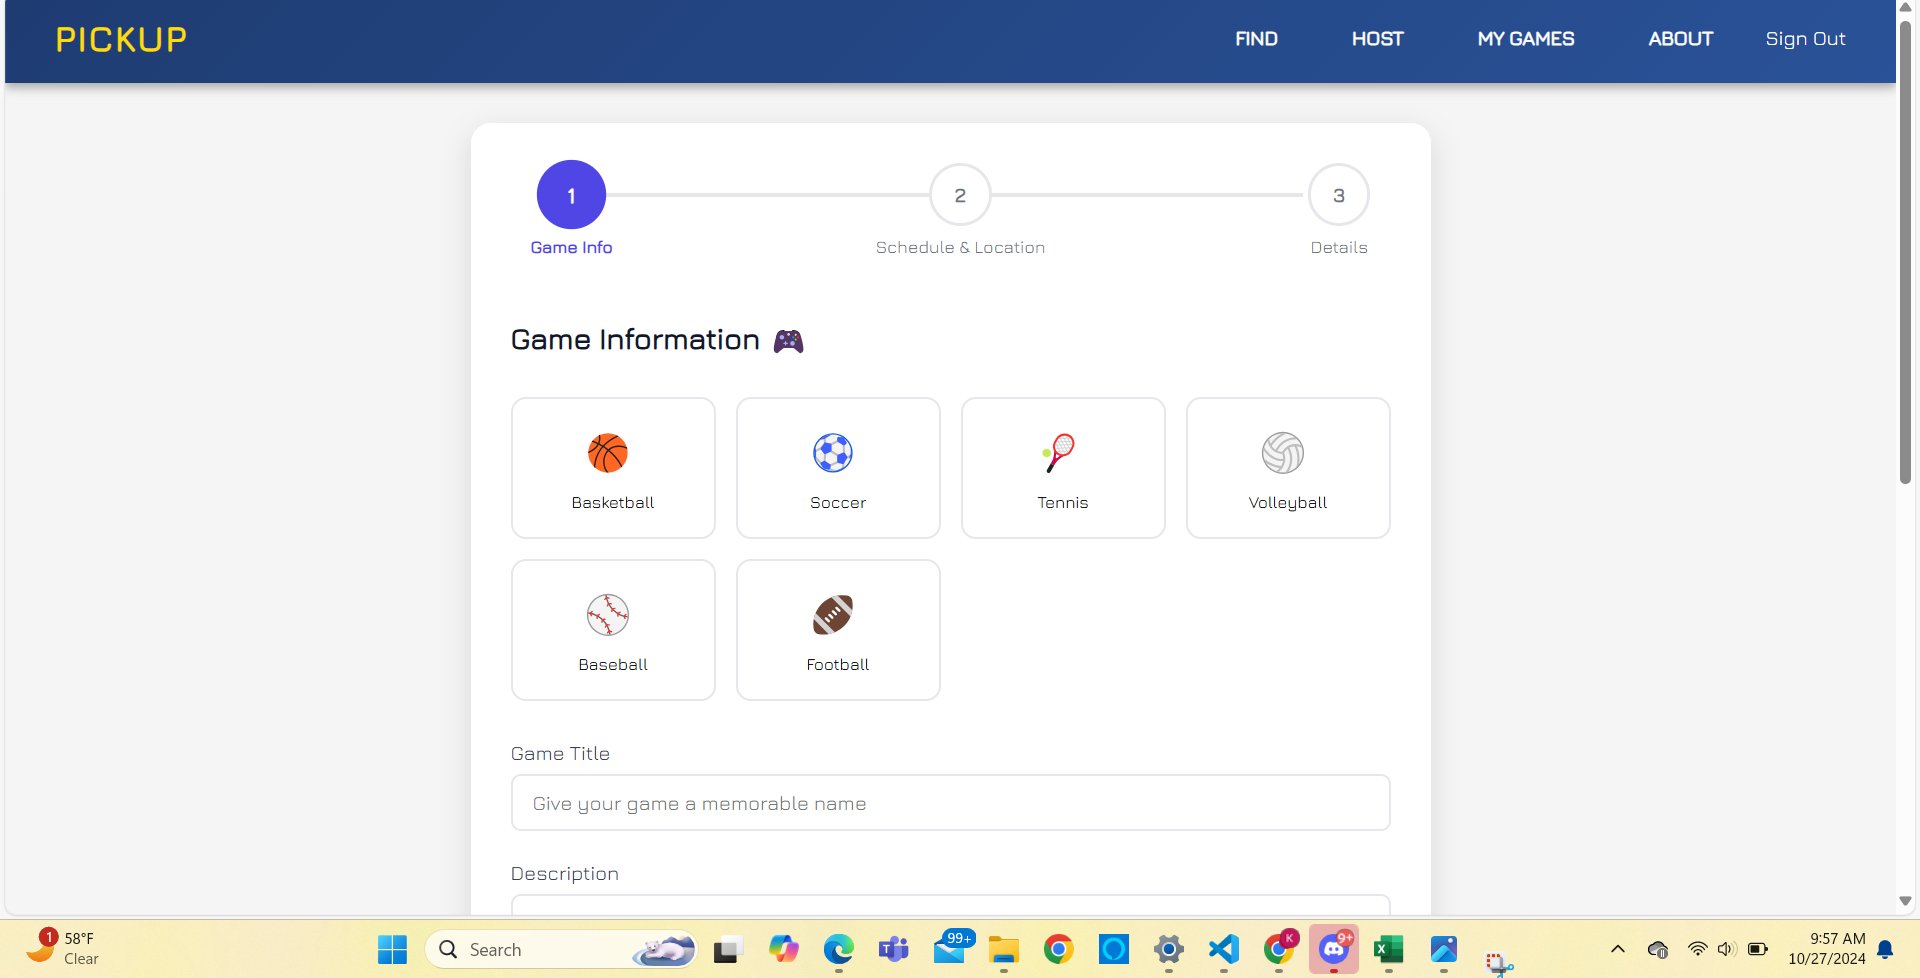 PICKUP
FIND
HOST
MY GAMES
ABOUT
Sign Out
1
2
3
Game Info
Schedule & Location
Details
Game Information
Basketball
Soccer
Tennis
Volleyball
Baseball
Football
Game Title
Give your game a memorable name
Description
1
58°F
Clear
Search
99+
K
9+
9:57 AM
10/27/2024